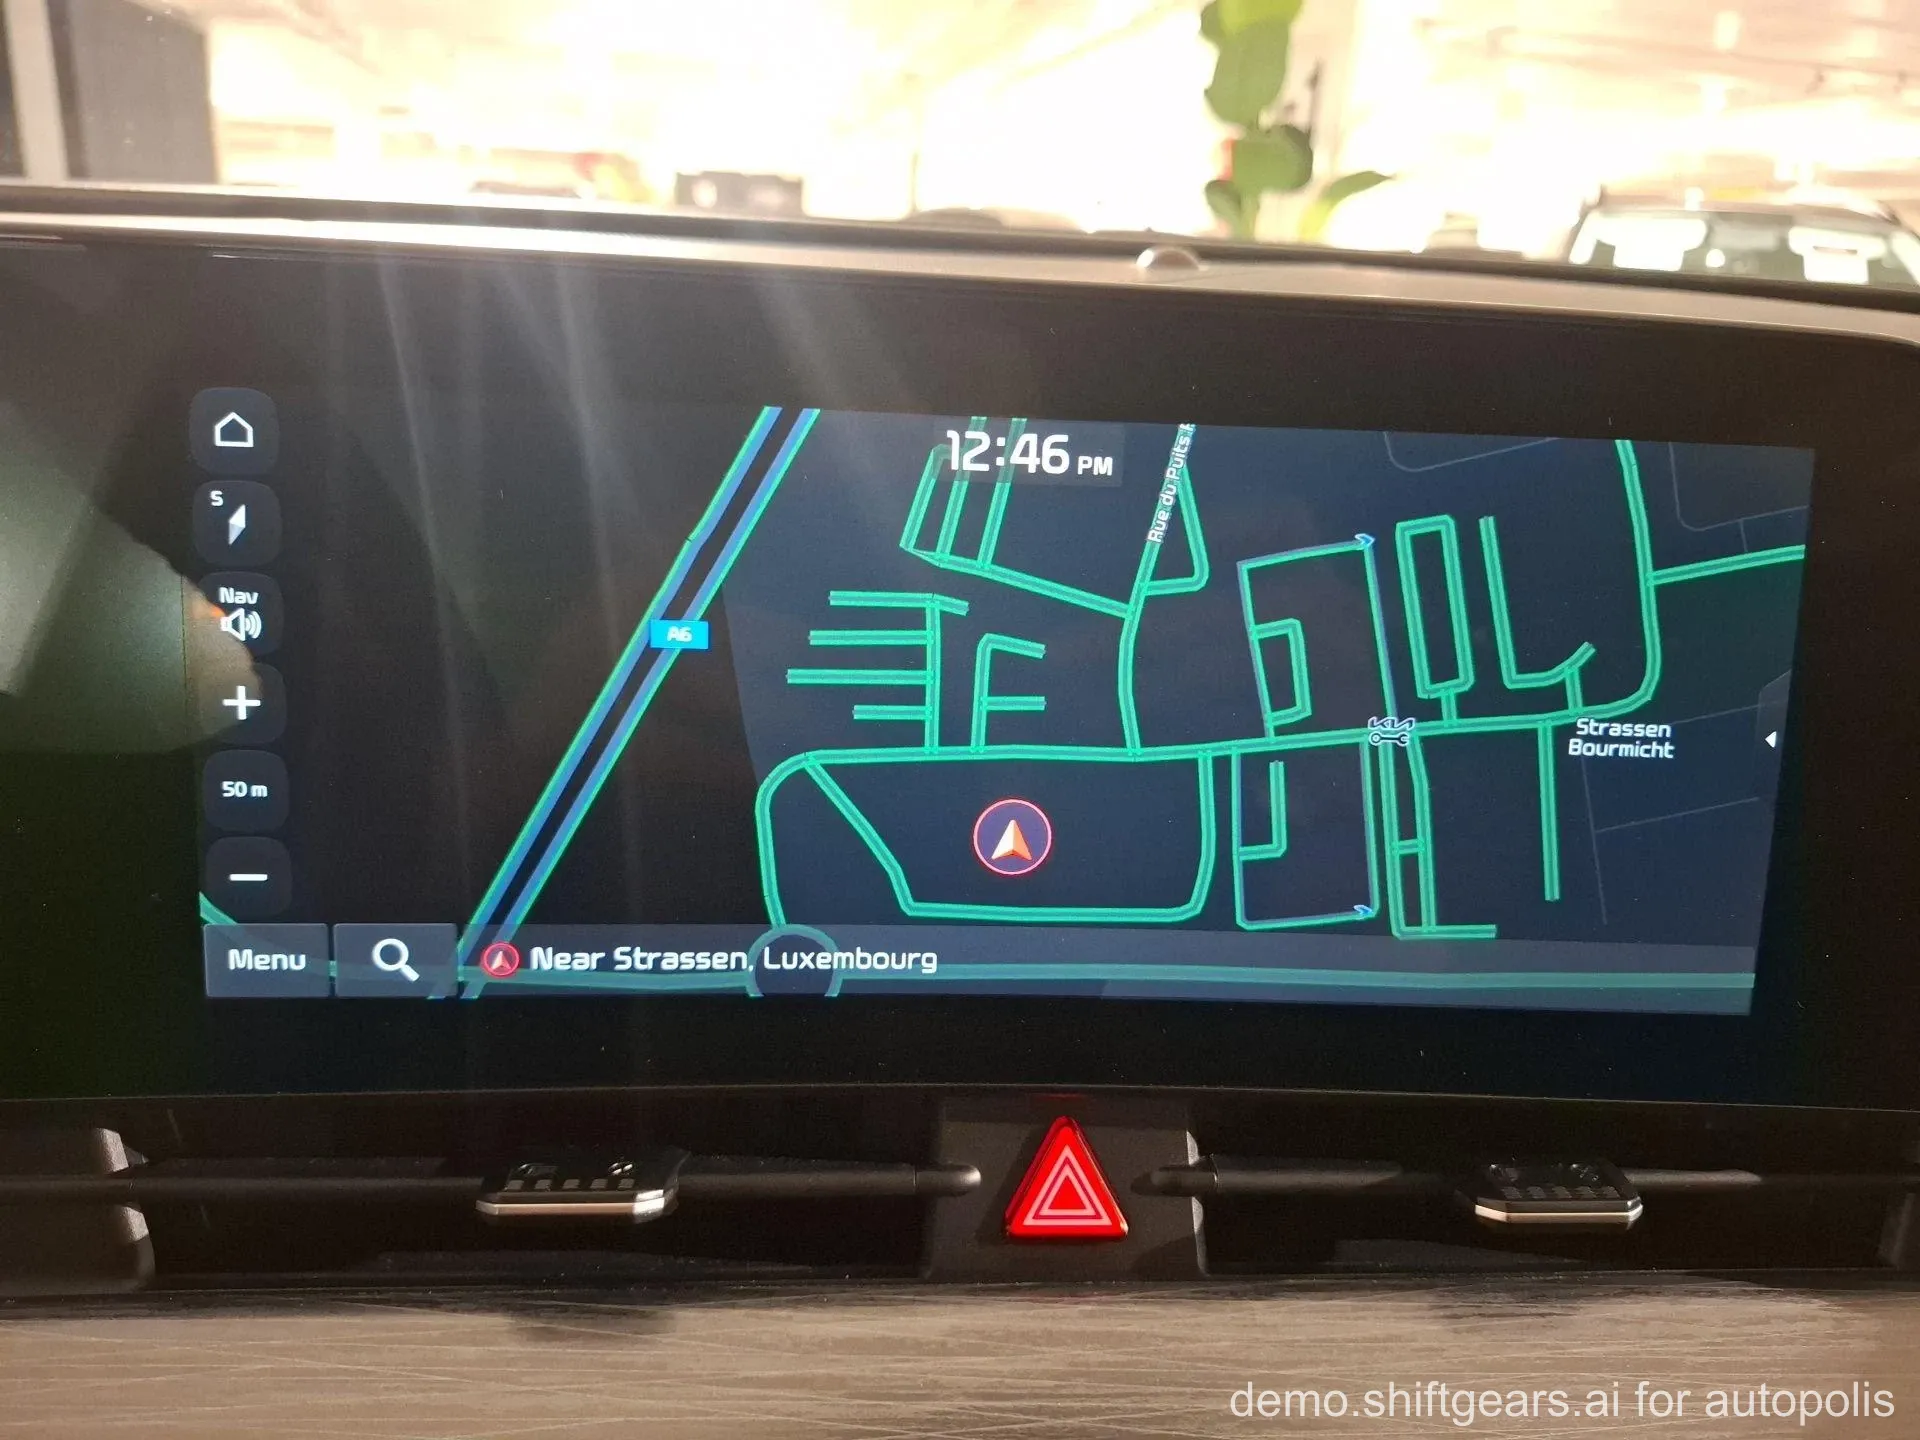 12:46 PM
S
Nav
50 m
A6
Rue du Puits
KIA
Strassen
Bourmicht
Menu
Near Strassen, Luxembourg
demo.shiftgears.ai for autopolis